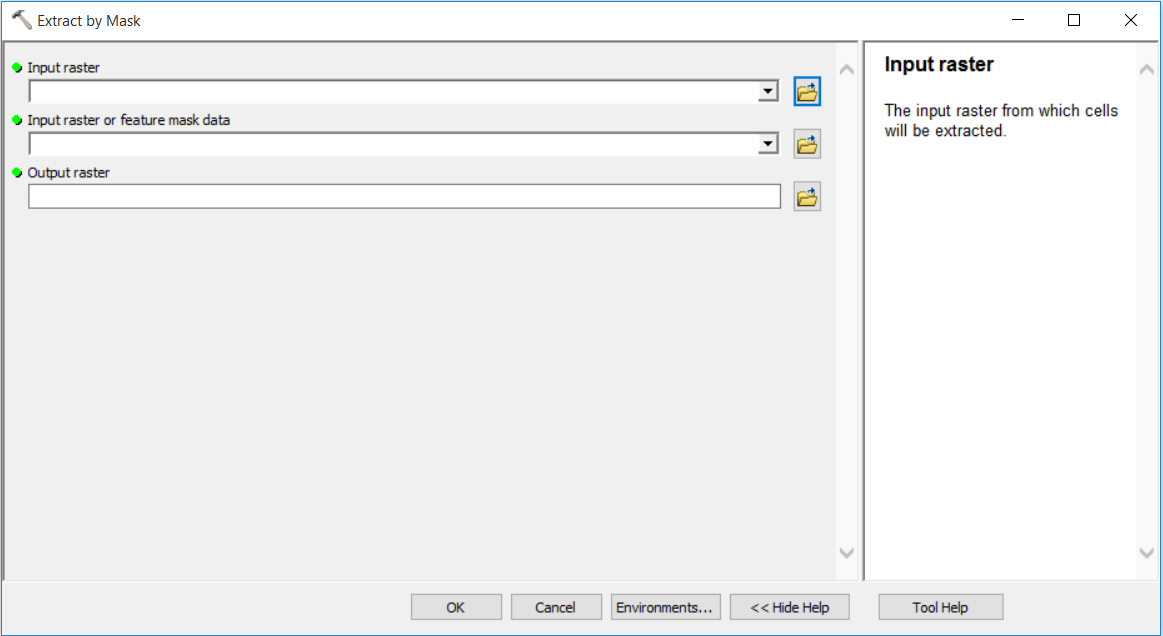 Extract by Mask
Input raster
Input raster or feature mask data
Output raster
Input raster
The input raster from which cells
will be extracted.
OK
Cancel
Environments...
<< Hide Help
Tool Help